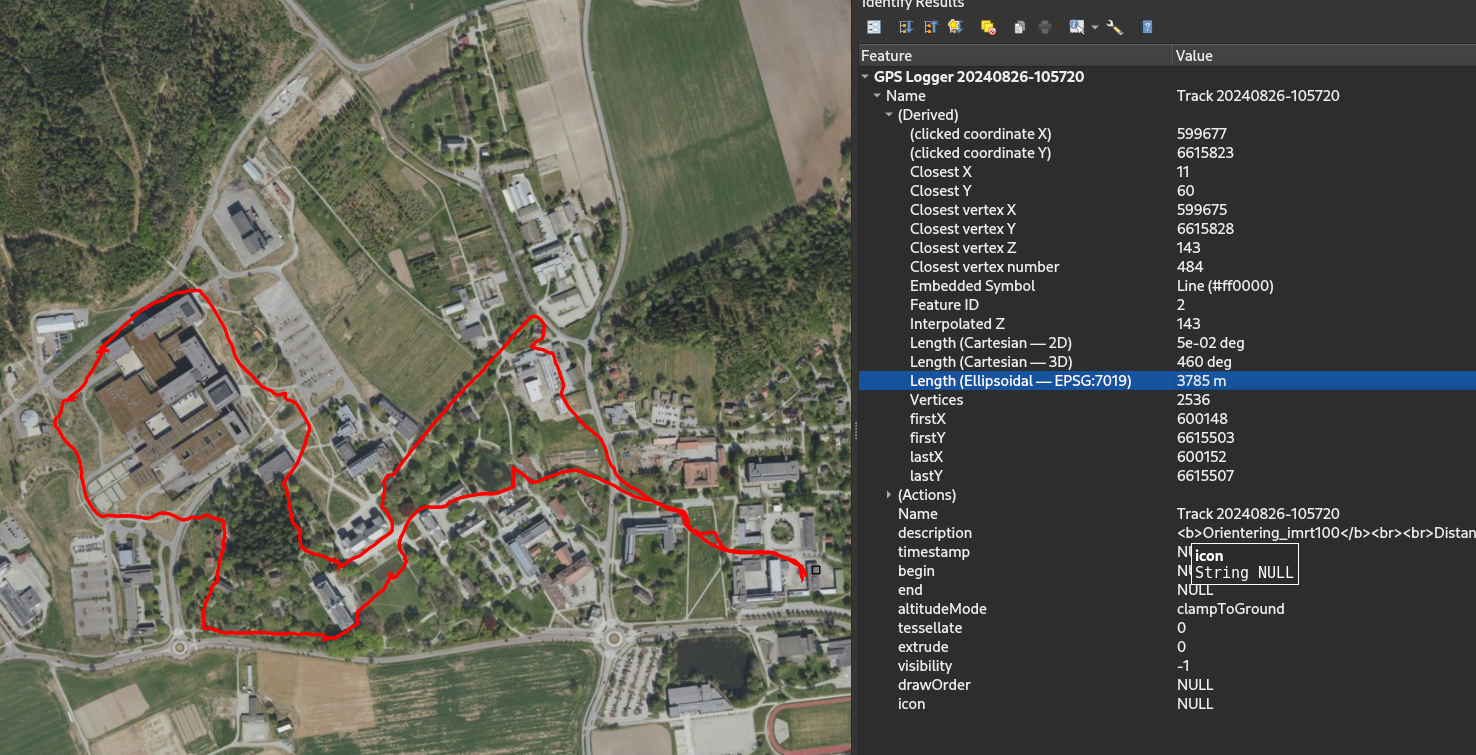 Identify Results
Feature Value
GPS Logger 20240826-105720
Name Track 20240826-105720
(Derived)
(clicked coordinate X) 599677
(clicked coordinate Y) 6615823
Closest X 11
Closest Y 60
Closest vertex X 599675
Closest vertex Y 6615828
Closest vertex Z 143
Closest vertex number 484
Embedded Symbol Line (#ff0000)
Feature ID 2
Interpolated Z 143
Length (Cartesian — 2D) 5e-02 deg
Length (Cartesian — 3D) 460 deg
Length (Ellipsoidal — EPSG:7019) 3785 m
Vertices 2536
firstX 600148
firstY 6615503
lastX 600152
lastY 6615507
(Actions)
Name Track 20240826-105720
description <b>Orientering_imrt100</b><br><br>Distan
timestamp
icon
begin
String NULL
end NULL
altitudeMode clampToGround
tessellate 0
extrude 0
visibility -1
drawOrder NULL
icon NULL